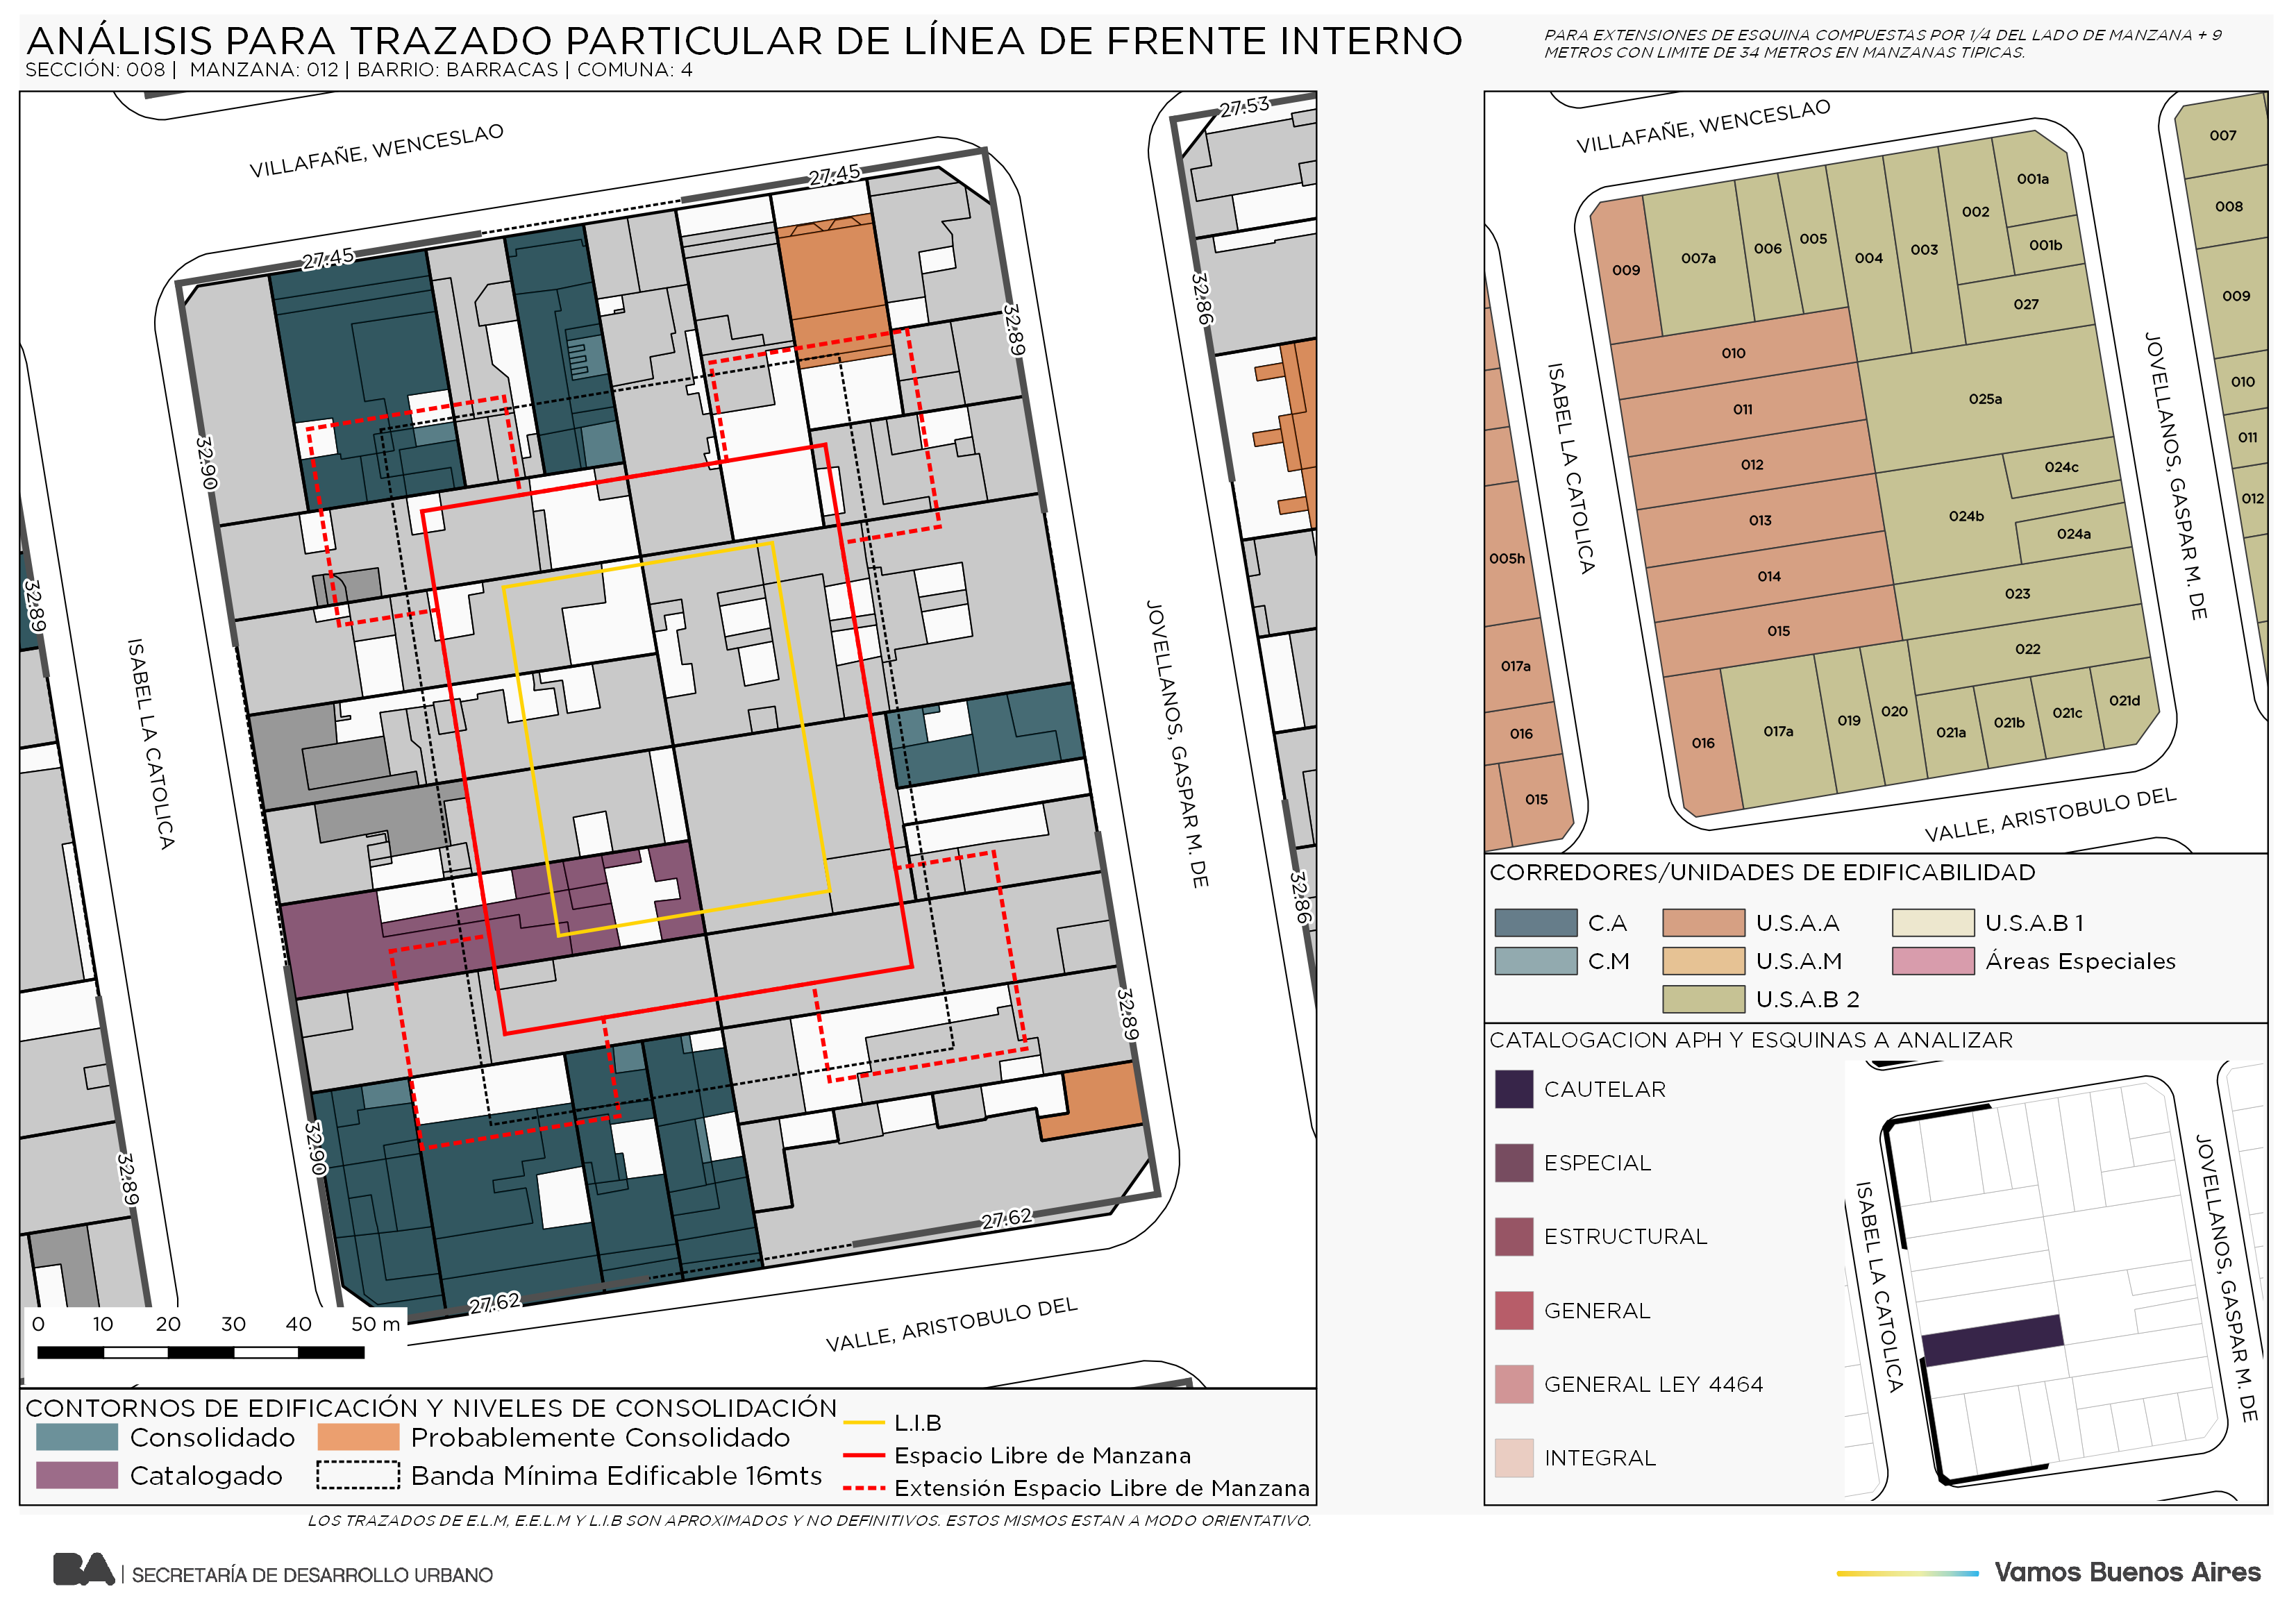 ANÁLISIS PARA TRAZADO PARTICULAR DE LÍNEA DE FRENTE INTERNO
SECCIÓN: 008 | MANZANA: 012 | BARRIO: BARRACAS | COMUNA: 4
PARA EXTENSIONES DE ESQUINA COMPUESTAS POR 1/4 DEL LADO DE MANZANA + 9
METROS CON LIMITE DE 34 METROS EN MANZANAS TIPICAS.
VILLAFAÑE, WENCESLAO
27.53
27.45
27.45
32.86
32.89
32.90
32.89
ISABEL LA CATOLICA
JOVELLANOS, GASPAR M. DE
32.86
32.89
32.90
32.89
27.62
27.62
VALLE, ARISTOBULO DEL
0 10 20 30 40 50 m
CONTORNOS DE EDIFICACIÓN Y NIVELES DE CONSOLIDACIÓN
Consolidado
Probablemente Consolidado
Catalogado
Banda Mínima Edificable 16mts
L.I.B
Espacio Libre de Manzana
Extensión Espacio Libre de Manzana
LOS TRAZADOS DE E.L.M, E.E.L.M Y L.I.B SON APROXIMADOS Y NO DEFINITIVOS. ESTOS MISMOS ESTAN A MODO ORIENTATIVO.
VILLAFAÑE, WENCESLAO
007
001a
008
002
005
001b
006
003
007a
004
009
009
027
010
010
025a
011
011
012
012
024c
013
024b
024a
005h
014
023
015
022
017a
021d
020
021c
019
021b
017a
021a
016
016
015
ISABEL LA CATOLICA
JOVELLANOS, GASPAR M. DE
VALLE, ARISTOBULO DEL
CORREDORES/UNIDADES DE EDIFICABILIDAD
C.A
U.S.A.A
U.S.A.B 1
C.M
U.S.A.M
Áreas Especiales
U.S.A.B 2
CATALOGACION APH Y ESQUINAS A ANALIZAR
CAUTELAR
ESPECIAL
ESTRUCTURAL
GENERAL
GENERAL LEY 4464
INTEGRAL
ISABEL LA CATOLICA
JOVELLANOS, GASPAR M. DE
BA | SECRETARÍA DE DESARROLLO URBANO
Vamos Buenos Aires